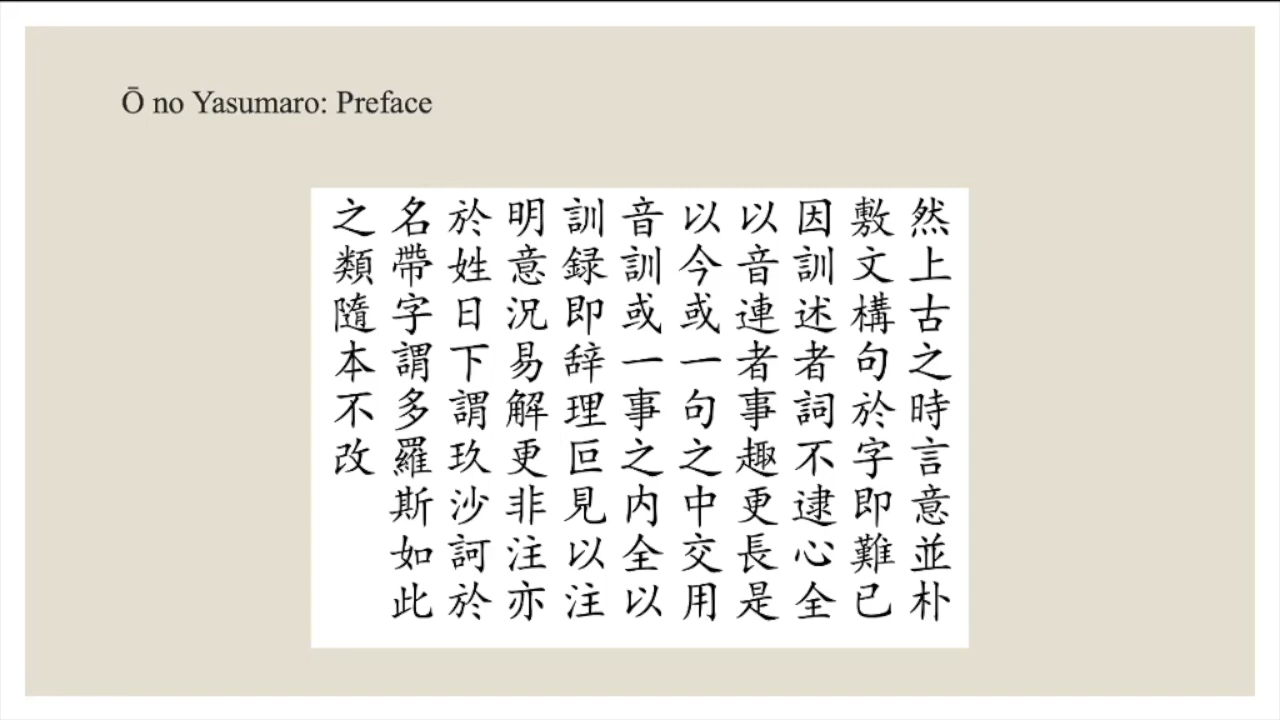 Ō no Yasumaro: Preface
然上古之時言意並朴
敷文構句於字即難已
因訓述者詞不逮心全
以音連者事趣更長是
以今或一句之中交用
音訓或一事之内全以
訓録即辞理叵見以注
明意況易解更非注亦
於姓日下謂玖沙訶於
名帶字謂多羅斯如此
之類隨本不改